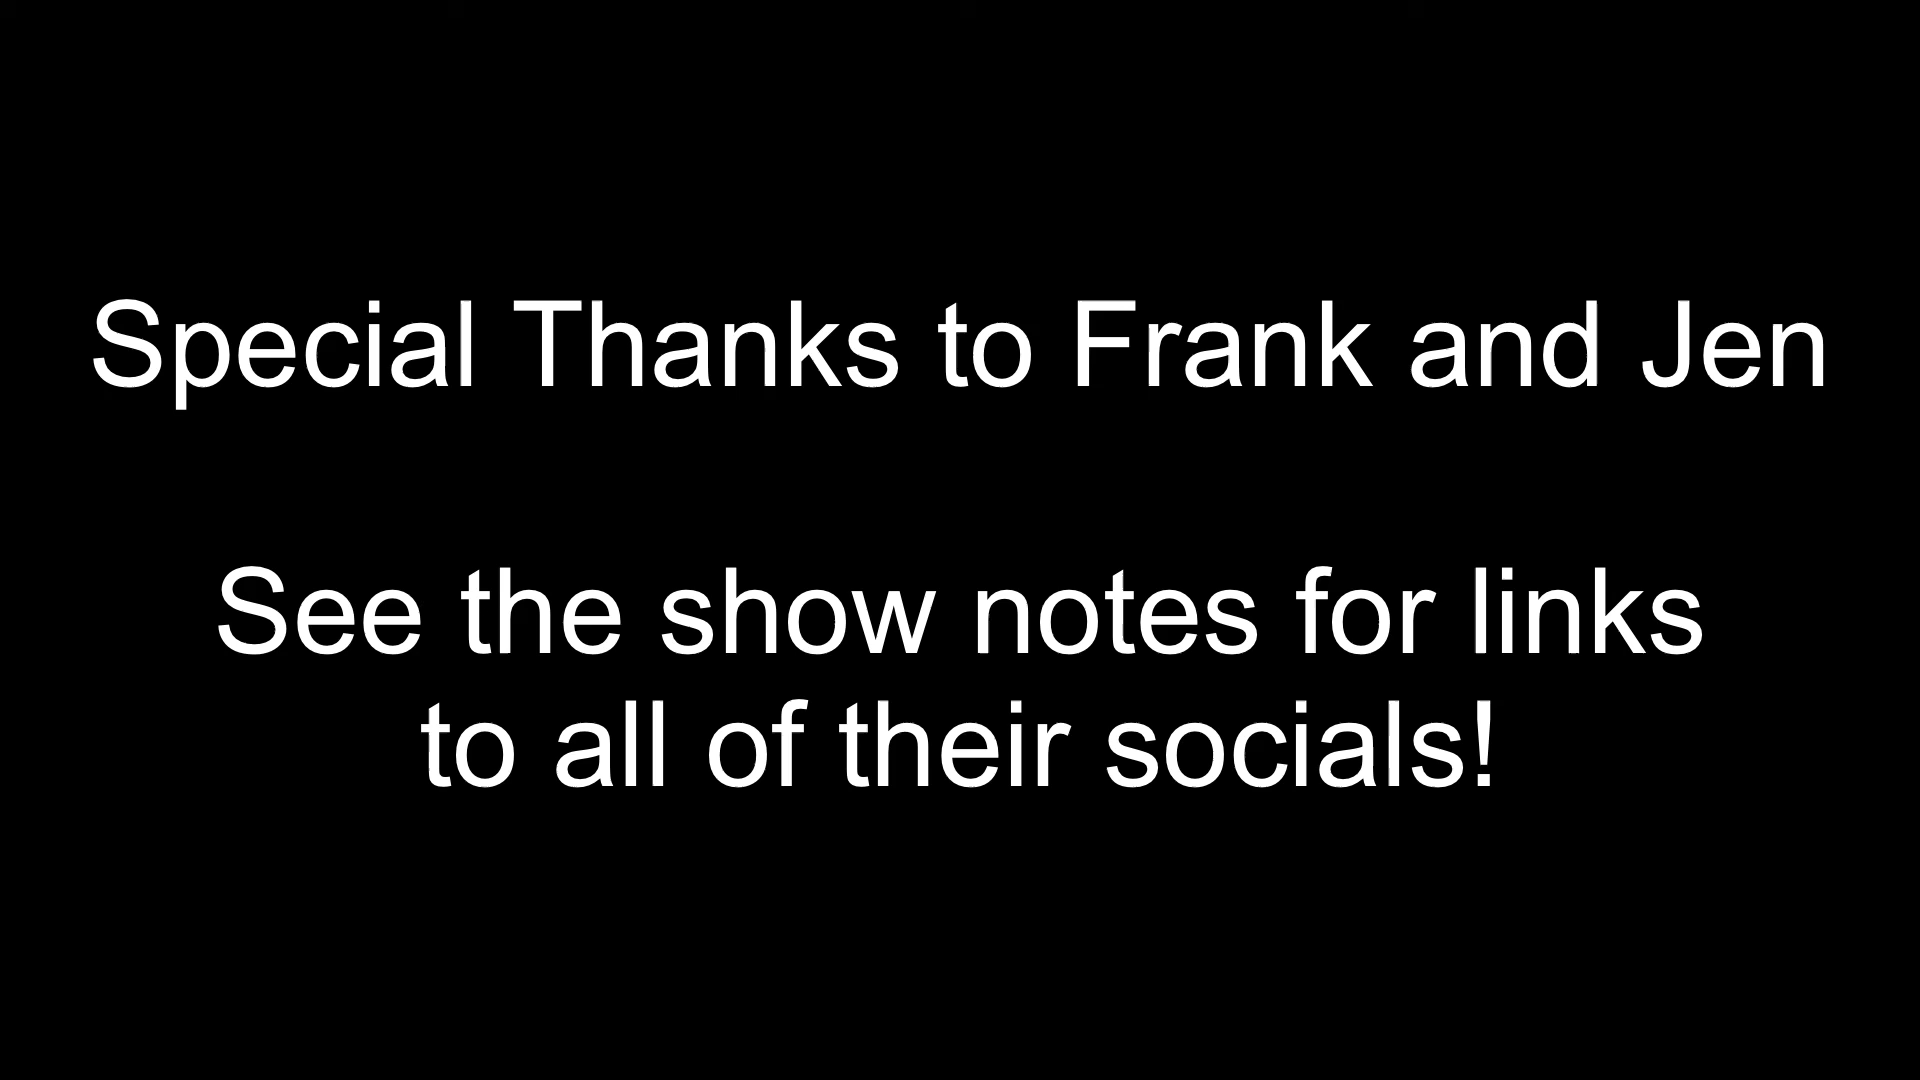 Special Thanks to Frank and Jen
See the show notes for links
to all of their socials!